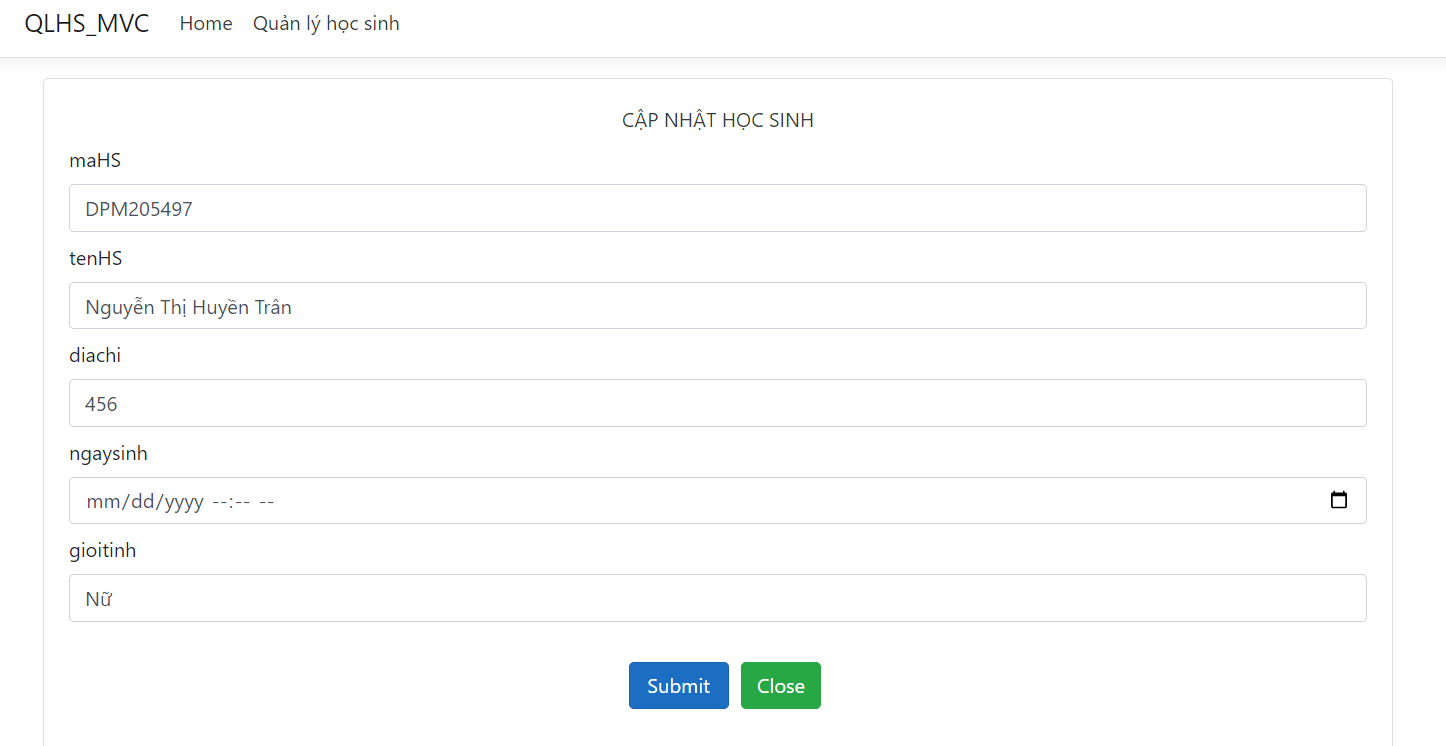 QLHS_MVC Home Quản lý học sinh
CẬP NHẬT HỌC SINH
maHS
DPM205497
tenHS
Nguyễn Thị Huyền Trân
diachi
456
ngaysinh
mm/dd/yyyy --:-- --
gioitinh
Nữ
Submit Close